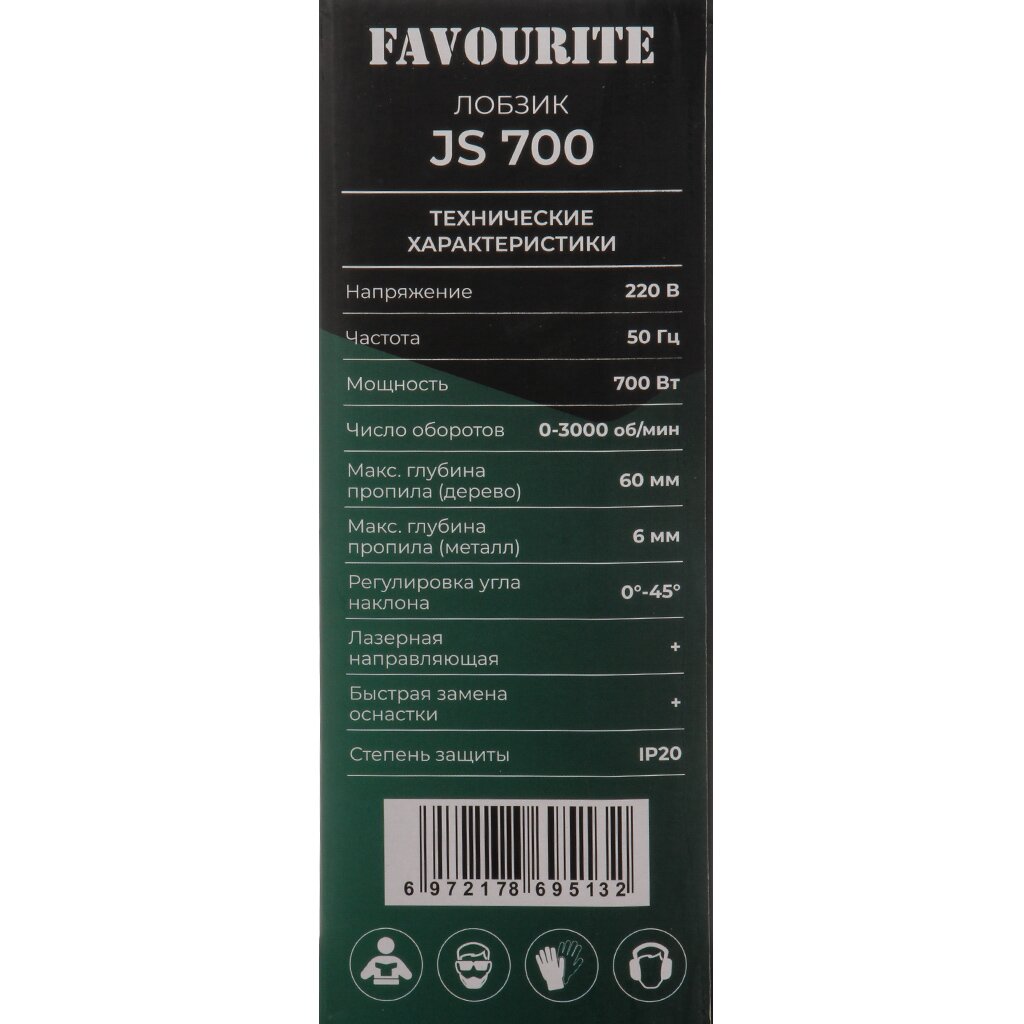 FAVOURITE
ЛОБЗИК
JS 700
ТЕХНИЧЕСКИЕ
ХАРАКТЕРИСТИКИ
Напряжение 220 В
Частота 50 Гц
Мощность 700 Вт
Число оборотов 0-3000 об/мин
Макс. глубина
пропила (дерево) 60 мм
Макс. глубина
пропила (металл) 6 мм
Регулировка угла
наклона 0°-45°
Лазерная
направляющая +
Быстрая замена
оснастки +
Степень защиты IP20
6 972178 695132